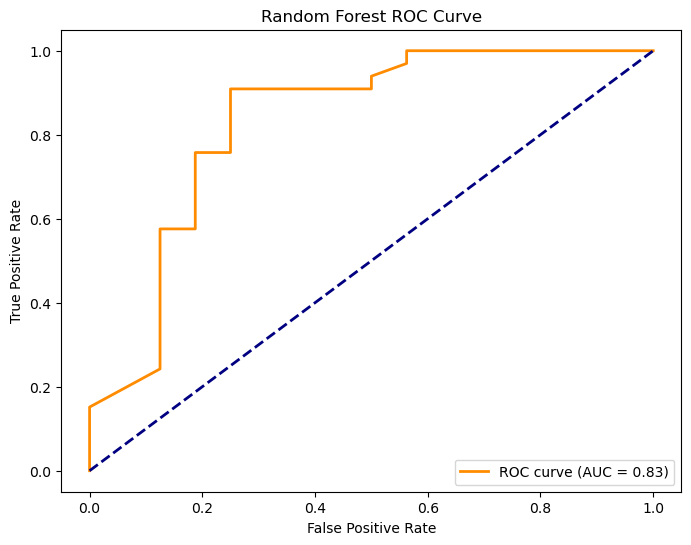 Random Forest ROC Curve
1.0
0.8
0.6
0.4
0.2
0.0
True Positive Rate
ROC curve (AUC = 0.83)
0.0 0.2 0.4 0.6 0.8 1.0
False Positive Rate